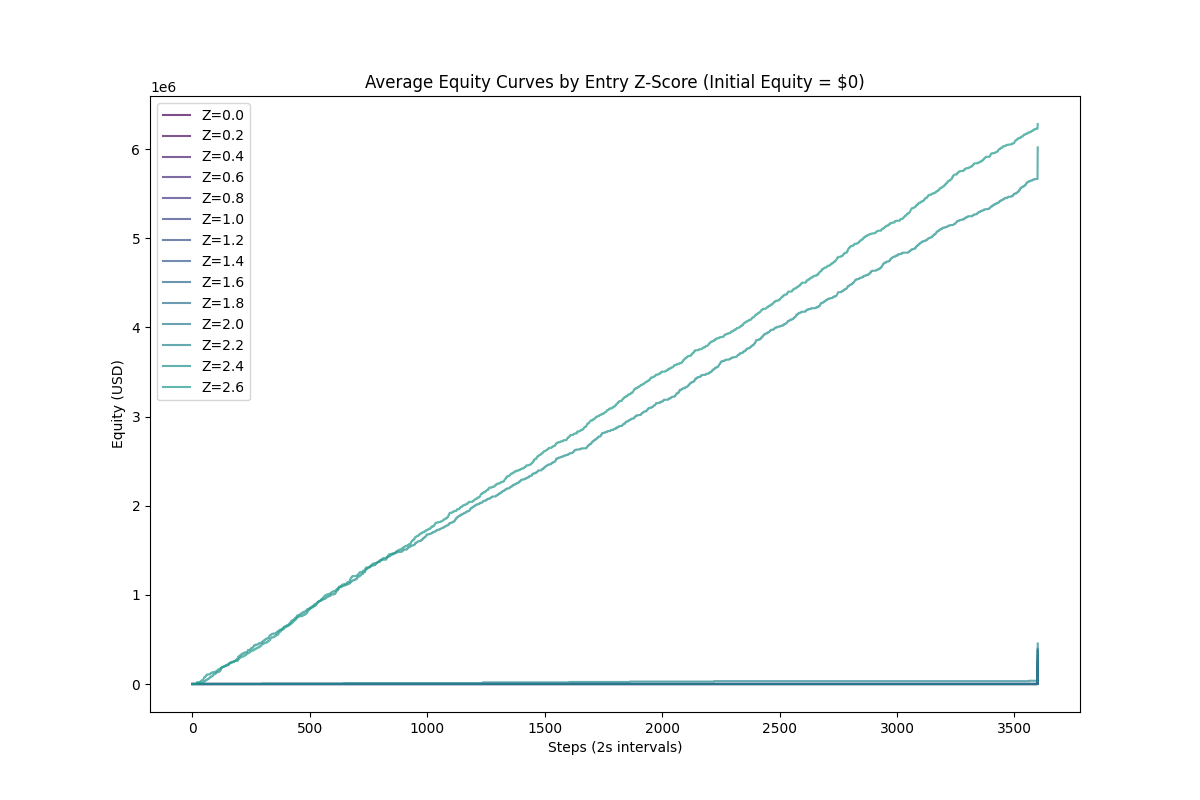 Average Equity Curves by Entry Z-Score (Initial Equity = $0)
1e6
Z=0.0
Z=0.2
Z=0.4
Z=0.6
Z=0.8
Z=1.0
Z=1.2
Z=1.4
Z=1.6
Z=1.8
Z=2.0
Z=2.2
Z=2.4
Z=2.6
6
5
4
3
2
1
0
Equity (USD)
0 500 1000 1500 2000 2500 3000 3500
Steps (2s intervals)